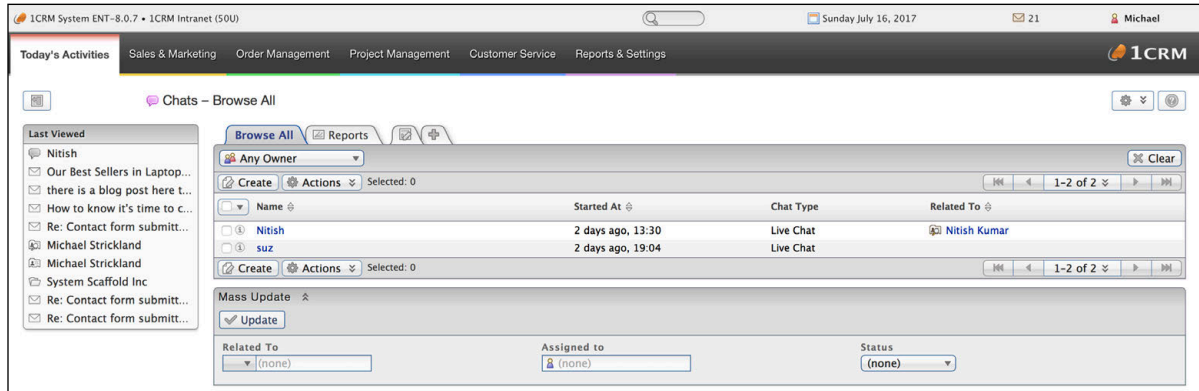 1CRM System ENT-8.0.7 • 1CRM Intranet (50U) Sunday July 16, 2017 21 Michael
Today's Activities Sales & Marketing Order Management Project Management Customer Service Reports & Settings 1CRM
Chats – Browse All
Last Viewed
Nitish
Our Best Sellers in Laptop...
there is a blog post here t...
How to know it's time to c...
Re: Contact form submitt...
Michael Strickland
Michael Strickland
System Scaffold Inc
Re: Contact form submitt...
Re: Contact form submitt...
Browse All Reports
Any Owner Clear
Create Actions Selected: 0 1-2 of 2
Name Started At Chat Type Related To
Nitish 2 days ago, 13:30 Live Chat Nitish Kumar
suz 2 days ago, 19:04 Live Chat
Create Actions Selected: 0 1-2 of 2
Mass Update
Update
Related To Assigned to Status
(none) (none) (none)